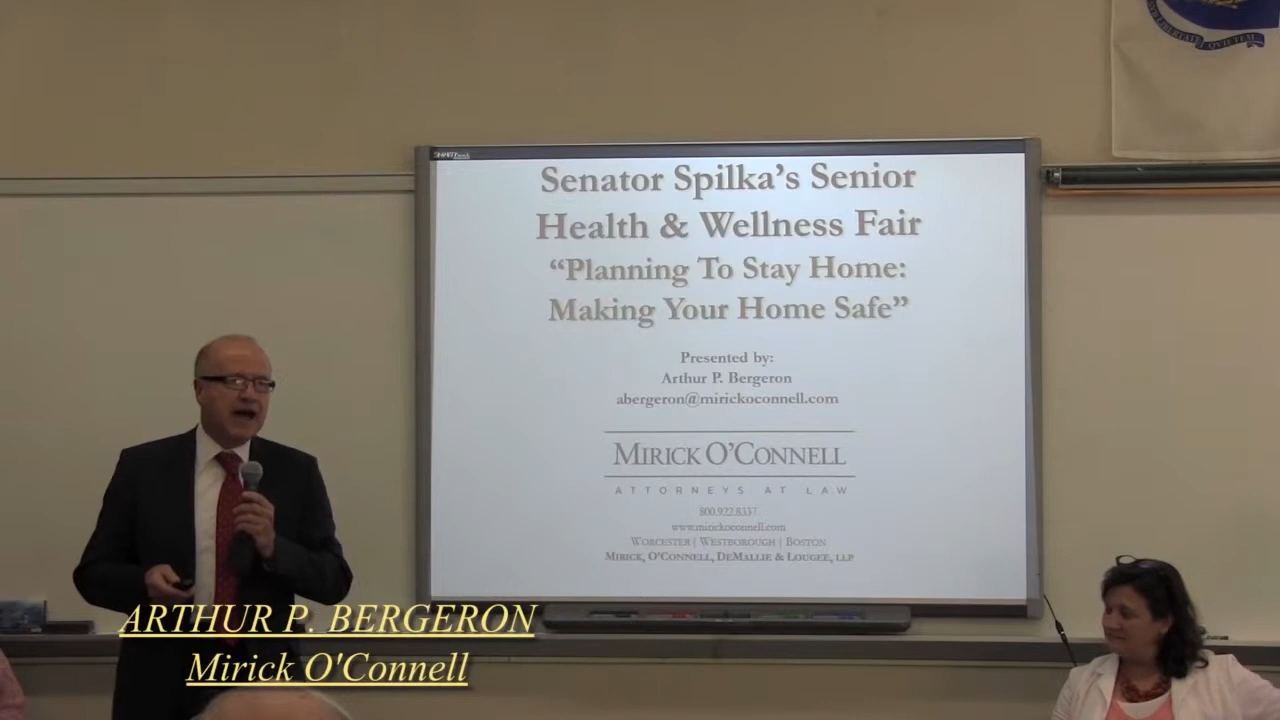 SMART
Senator Spilka's Senior
Health & Wellness Fair
“Planning To Stay Home:
Making Your Home Safe”
Presented by:
Arthur P. Bergeron
abergeron@mirickoconnell.com
MIRICK O'CONNELL
ATTORNEYS AT LAW
800.922.8337
www.mirickoconnell.com
WORCESTER | WESTBOROUGH | BOSTON
MIRICK, O'CONNELL, DEMALLIE & LOUGEE, LLP
ARTHUR P. BERGERON
Mirick O'Connell